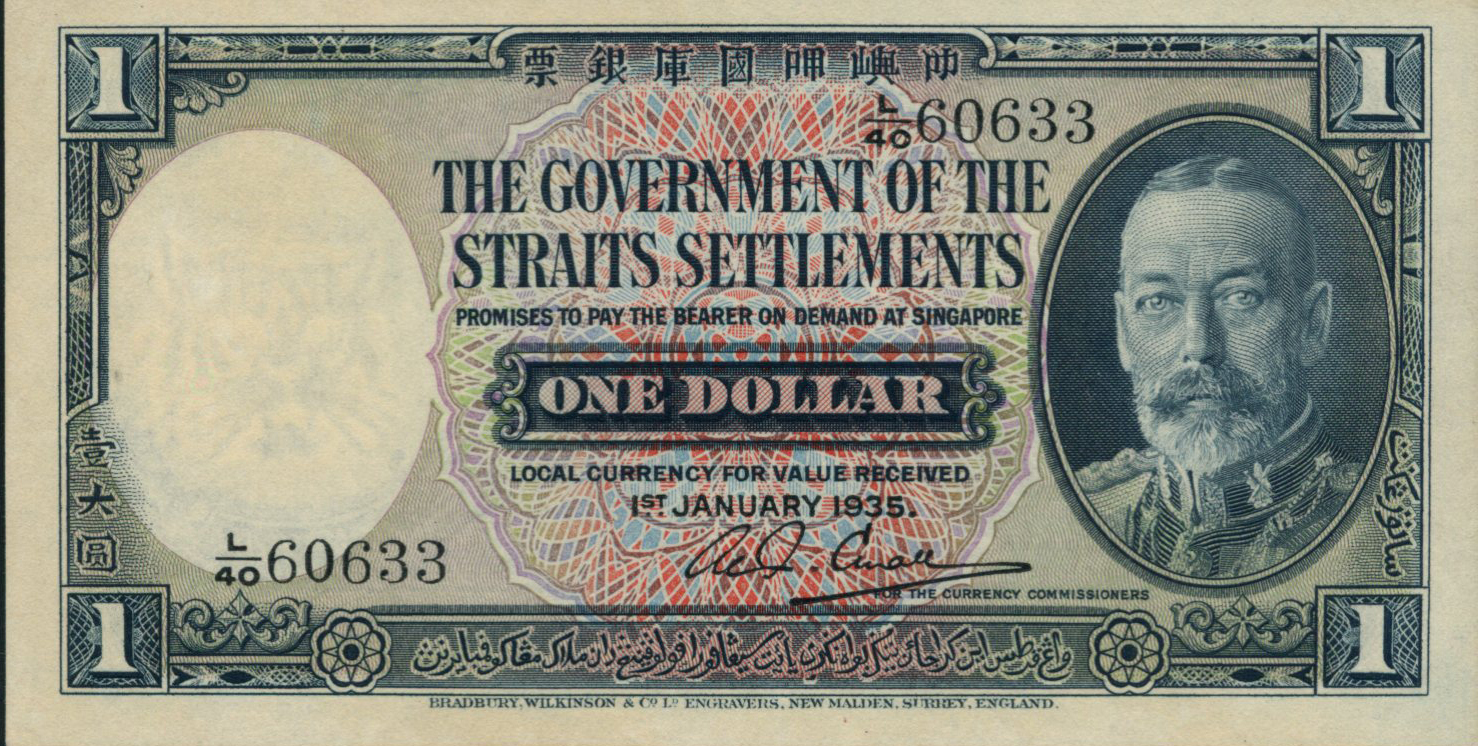 1
票銀庫國呷嶼叻
1
L/40 60633
THE GOVERNMENT OF THE
STRAITS SETTLEMENTS
PROMISES TO PAY THE BEARER ON DEMAND AT SINGAPORE
ONE DOLLAR
LOCAL CURRENCY FOR VALUE RECEIVED
1ST JANUARY 1935.
壹大圓
L/40 60633
FOR THE CURRENCY COMMISSIONERS
1
1
BRADBURY, WILKINSON & Cº Lᴰ ENGRAVERS, NEW MALDEN, SURREY, ENGLAND.